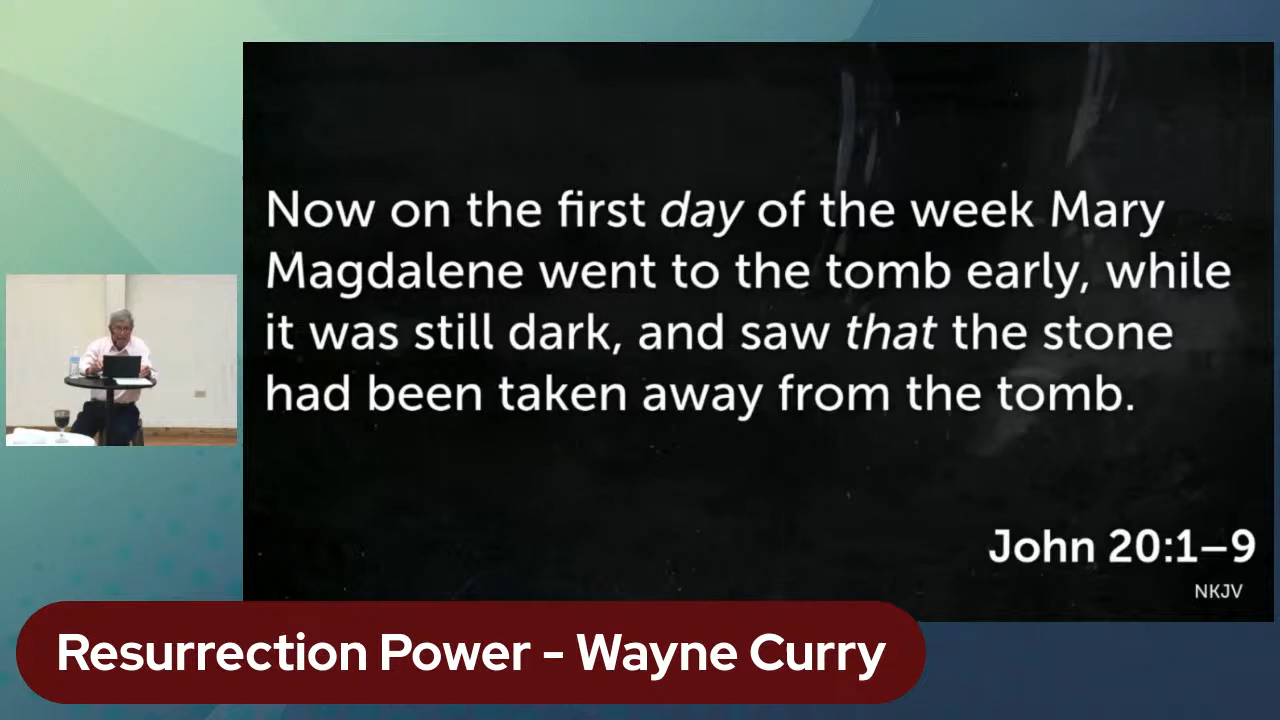 Now on the first day of the week Mary
Magdalene went to the tomb early, while
it was still dark, and saw that the stone
had been taken away from the tomb.
John 20:1–9
NKJV
Resurrection Power - Wayne Curry